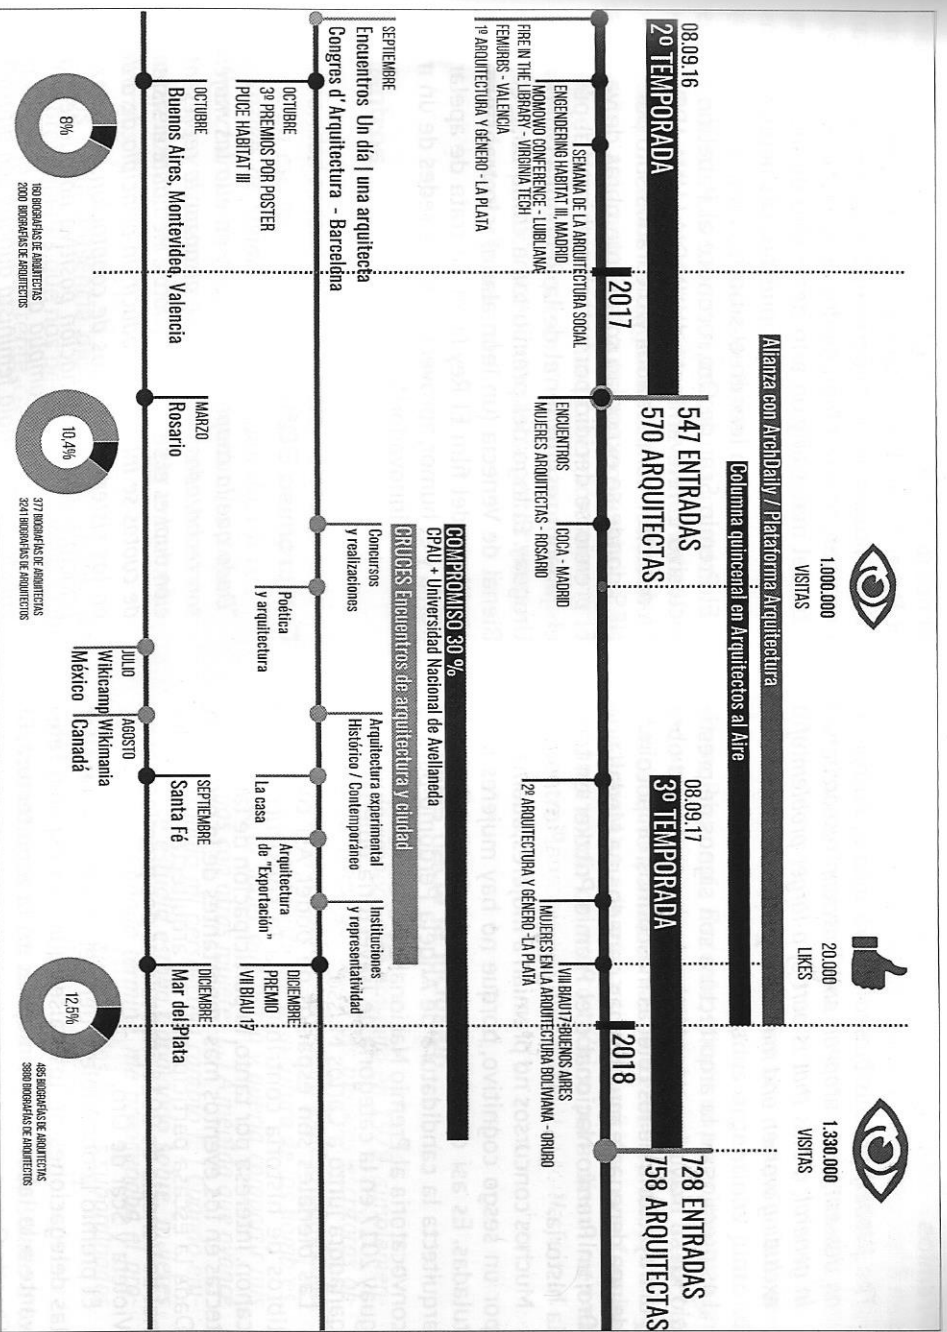 1.000.000
VISITAS
20.000
LIKES
1.330.000
VISITAS
Alianza con ArchDaily / Plataforma Arquitectura
Columna quincenal en Arquitectos al Aire
08.09.16
2º TEMPORADA
547 ENTRADAS
570 ARQUITECTAS
08.09.17
3º TEMPORADA
728 ENTRADAS
758 ARQUITECTAS
2017
2018
SEMANA DE LA ARQUITECTURA SOCIAL
ENGENDERING HABITAT III, MADRID
MOMOWO CONFERENCE - LUBLIANA
FIRE IN THE LIBRARY - VIRGINIA TECH
FEMURBS - VALENCIA
1º ARQUITECTURA Y GÉNERO - LA PLATA
COCA - MADRID
ENCUENTROS
MUJERES ARQUITECTAS - ROSARIO
VIII BIAU17-BUENOS AIRES
MUJERES EN LA ARQUITECTURA BOLIVIANA - ORURO
2º ARQUITECTURA Y GÉNERO -LA PLATA
COMPROMISO 30 %
CPAU + Universidad Nacional de Avellaneda
CRUCES Encuentros de arquitectura y ciudad
SEPTIEMBRE
Encuentros Un día | una arquitecta
Congres d' Arquitectura - Barcelona
OCTUBRE
3º PREMIOS POR POSTER
PUCE HABITAT III
Concursos
y realizaciones
Poética
y arquitectura
Arquitectura experimental
Histórico / Contemporáneo
La casa
Arquitectura
de "Exportación"
Instituciones
y representatividad
DICIEMBRE
PREMIO
VII BIAU 17
OCTUBRE
Buenos Aires, Montevideo, Valencia
MARZO
Rosario
JULIO
Wikicamp
México
AGOSTO
Wikimania
Canadá
SEPTIEMBRE
Santa Fé
DICIEMBRE
Mar del Plata
8%
160 BIOGRAFÍAS DE ARQUITECTAS
2000 BIOGRAFÍAS DE ARQUITECTOS
10,4%
377 BIOGRAFÍAS DE ARQUITECTAS
3241 BIOGRAFÍAS DE ARQUITECTOS
12,5%
485 BIOGRAFÍAS DE ARQUITECTAS
3880 BIOGRAFÍAS DE ARQUITECTOS